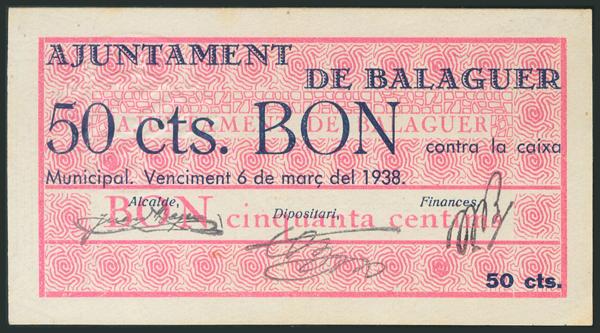 AJUNTAMENT
DE BALAGUER
50 cts. BON contra la caixa
A.......TAMENT DE BALAGUER
Municipal. Venciment 6 de març del 1938.
Alcalde, Dipositari, Finances
BON cinquanta centims
50 cts.